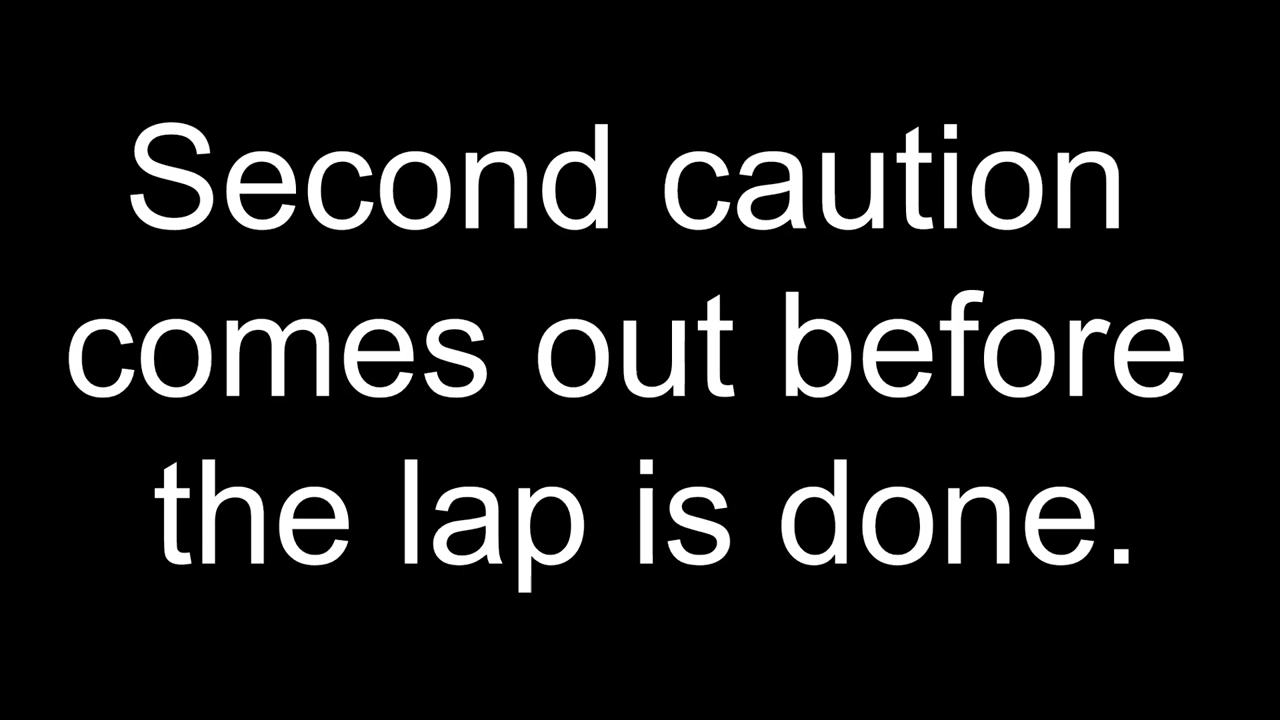 Second caution
comes out before
the lap is done.